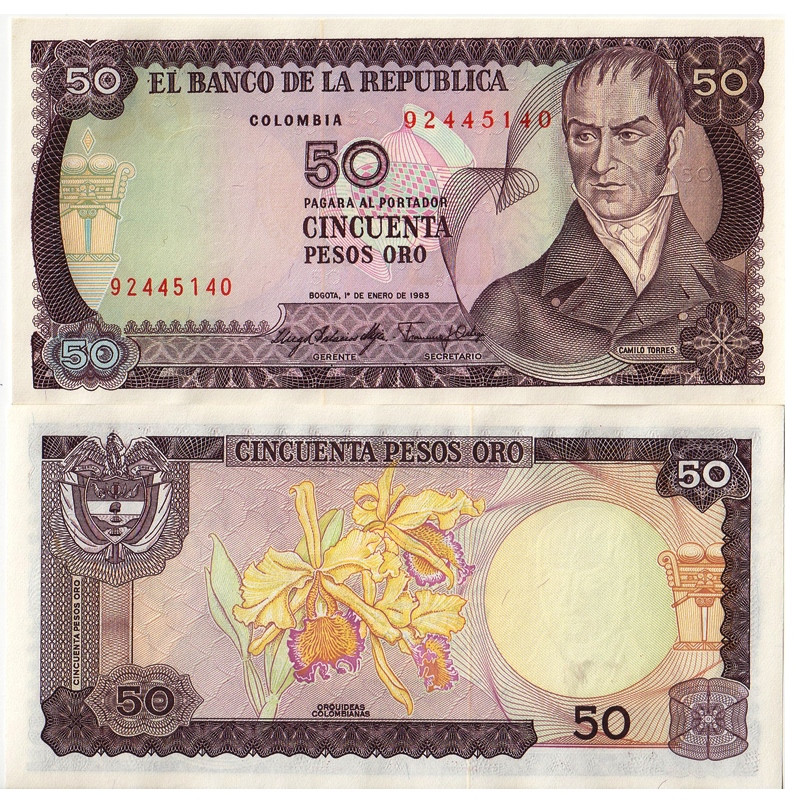 50
50
EL BANCO DE LA REPUBLICA
COLOMBIA
92445140
50
PAGARA AL PORTADOR
CINCUENTA
PESOS ORO
92445140
BOGOTA, 1º DE ENERO DE 1983
GERENTE
SECRETARIO
CAMILO TORRES
50
CINCUENTA PESOS ORO
50
CINCUENTA PESOS ORO
50
ORQUIDEAS
COLOMBIANAS
50